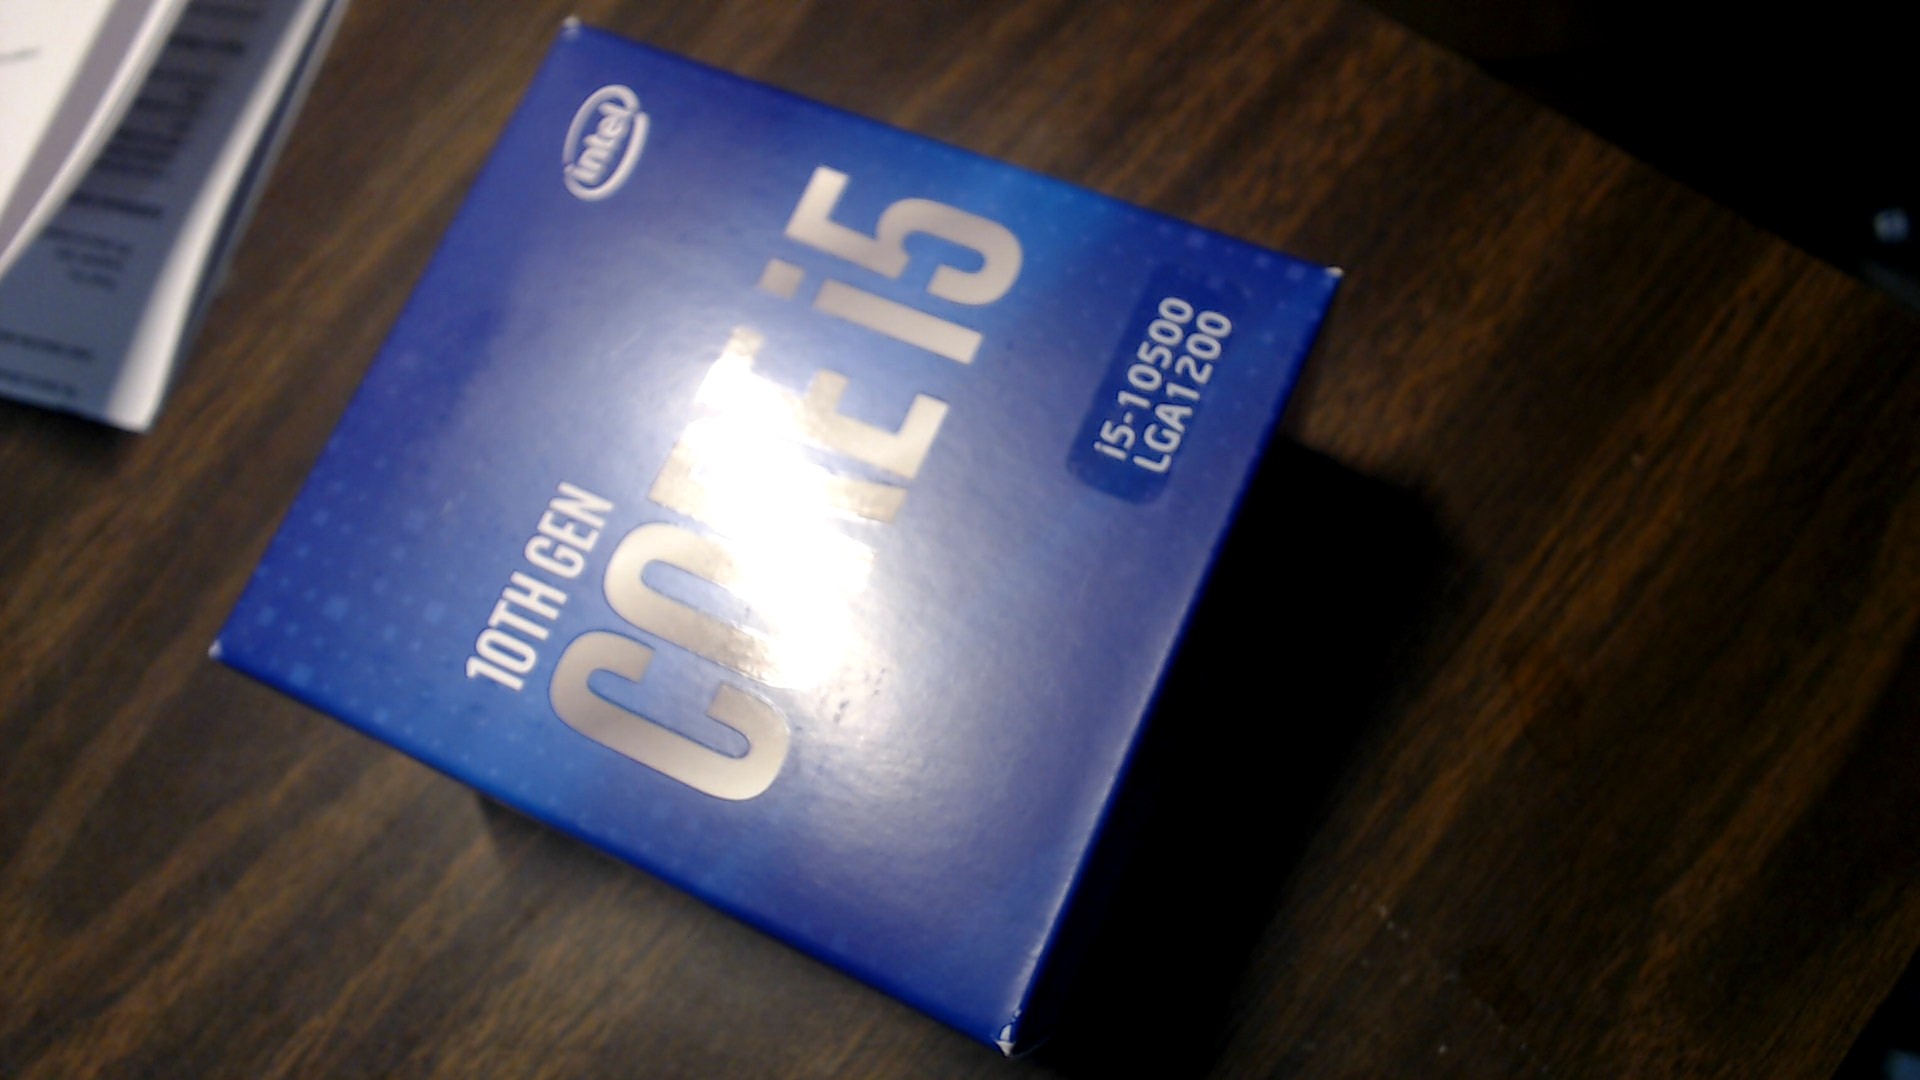 intel
10TH GEN
CORE i5
i5-10500
LGA1200